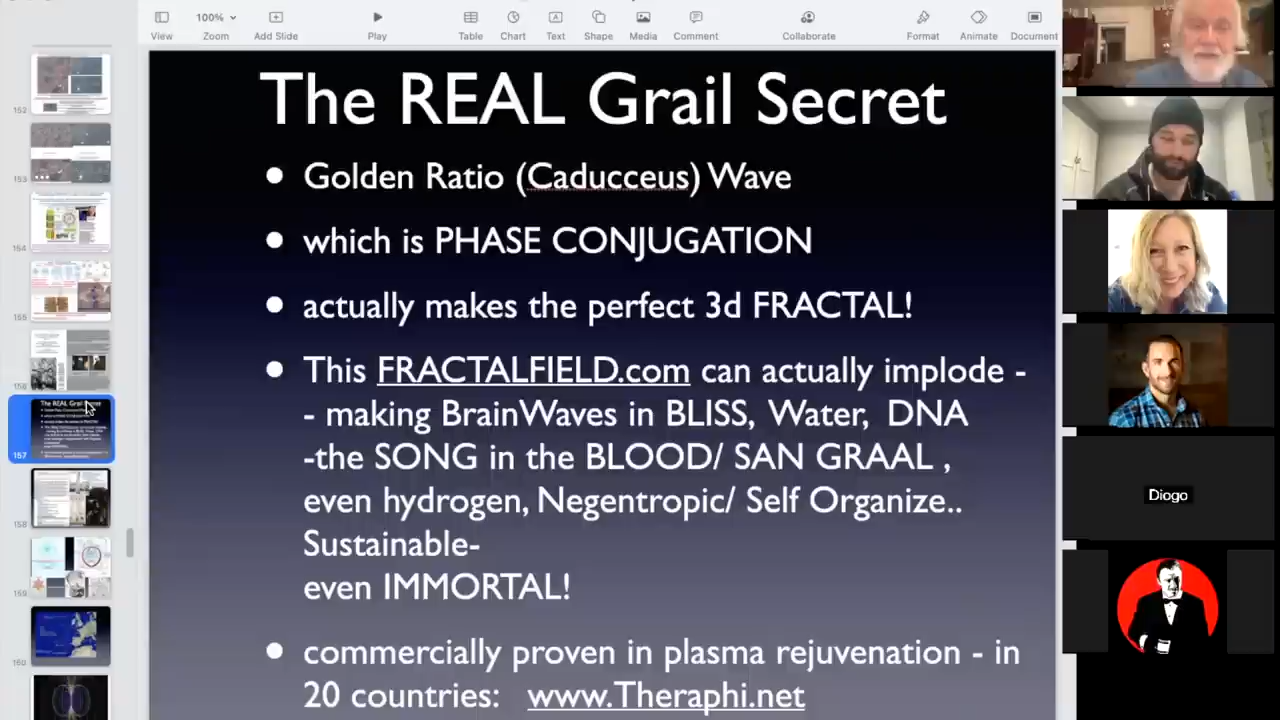 100%
View
Zoom
Add Slide
Play
Table
Chart
Text
Shape
Media
Comment
Collaborate
Format
Animate
Document
The REAL Grail Secret
• Golden Ratio (Caducceus) Wave
• which is PHASE CONJUGATION
• actually makes the perfect 3d FRACTAL!
• This FRACTALFIELD.com can actually implode -
- making BrainWaves in BLISS, Water, DNA
-the SONG in the BLOOD/ SAN GRAAL ,
even hydrogen, Negentropic/ Self Organize..
Sustainable-
even IMMORTAL!
• commercially proven in plasma rejuvenation - in
20 countries: www.Theraphi.net
152
153
154
155
156
The REAL Grail Secret
157
158
159
160
Diogo